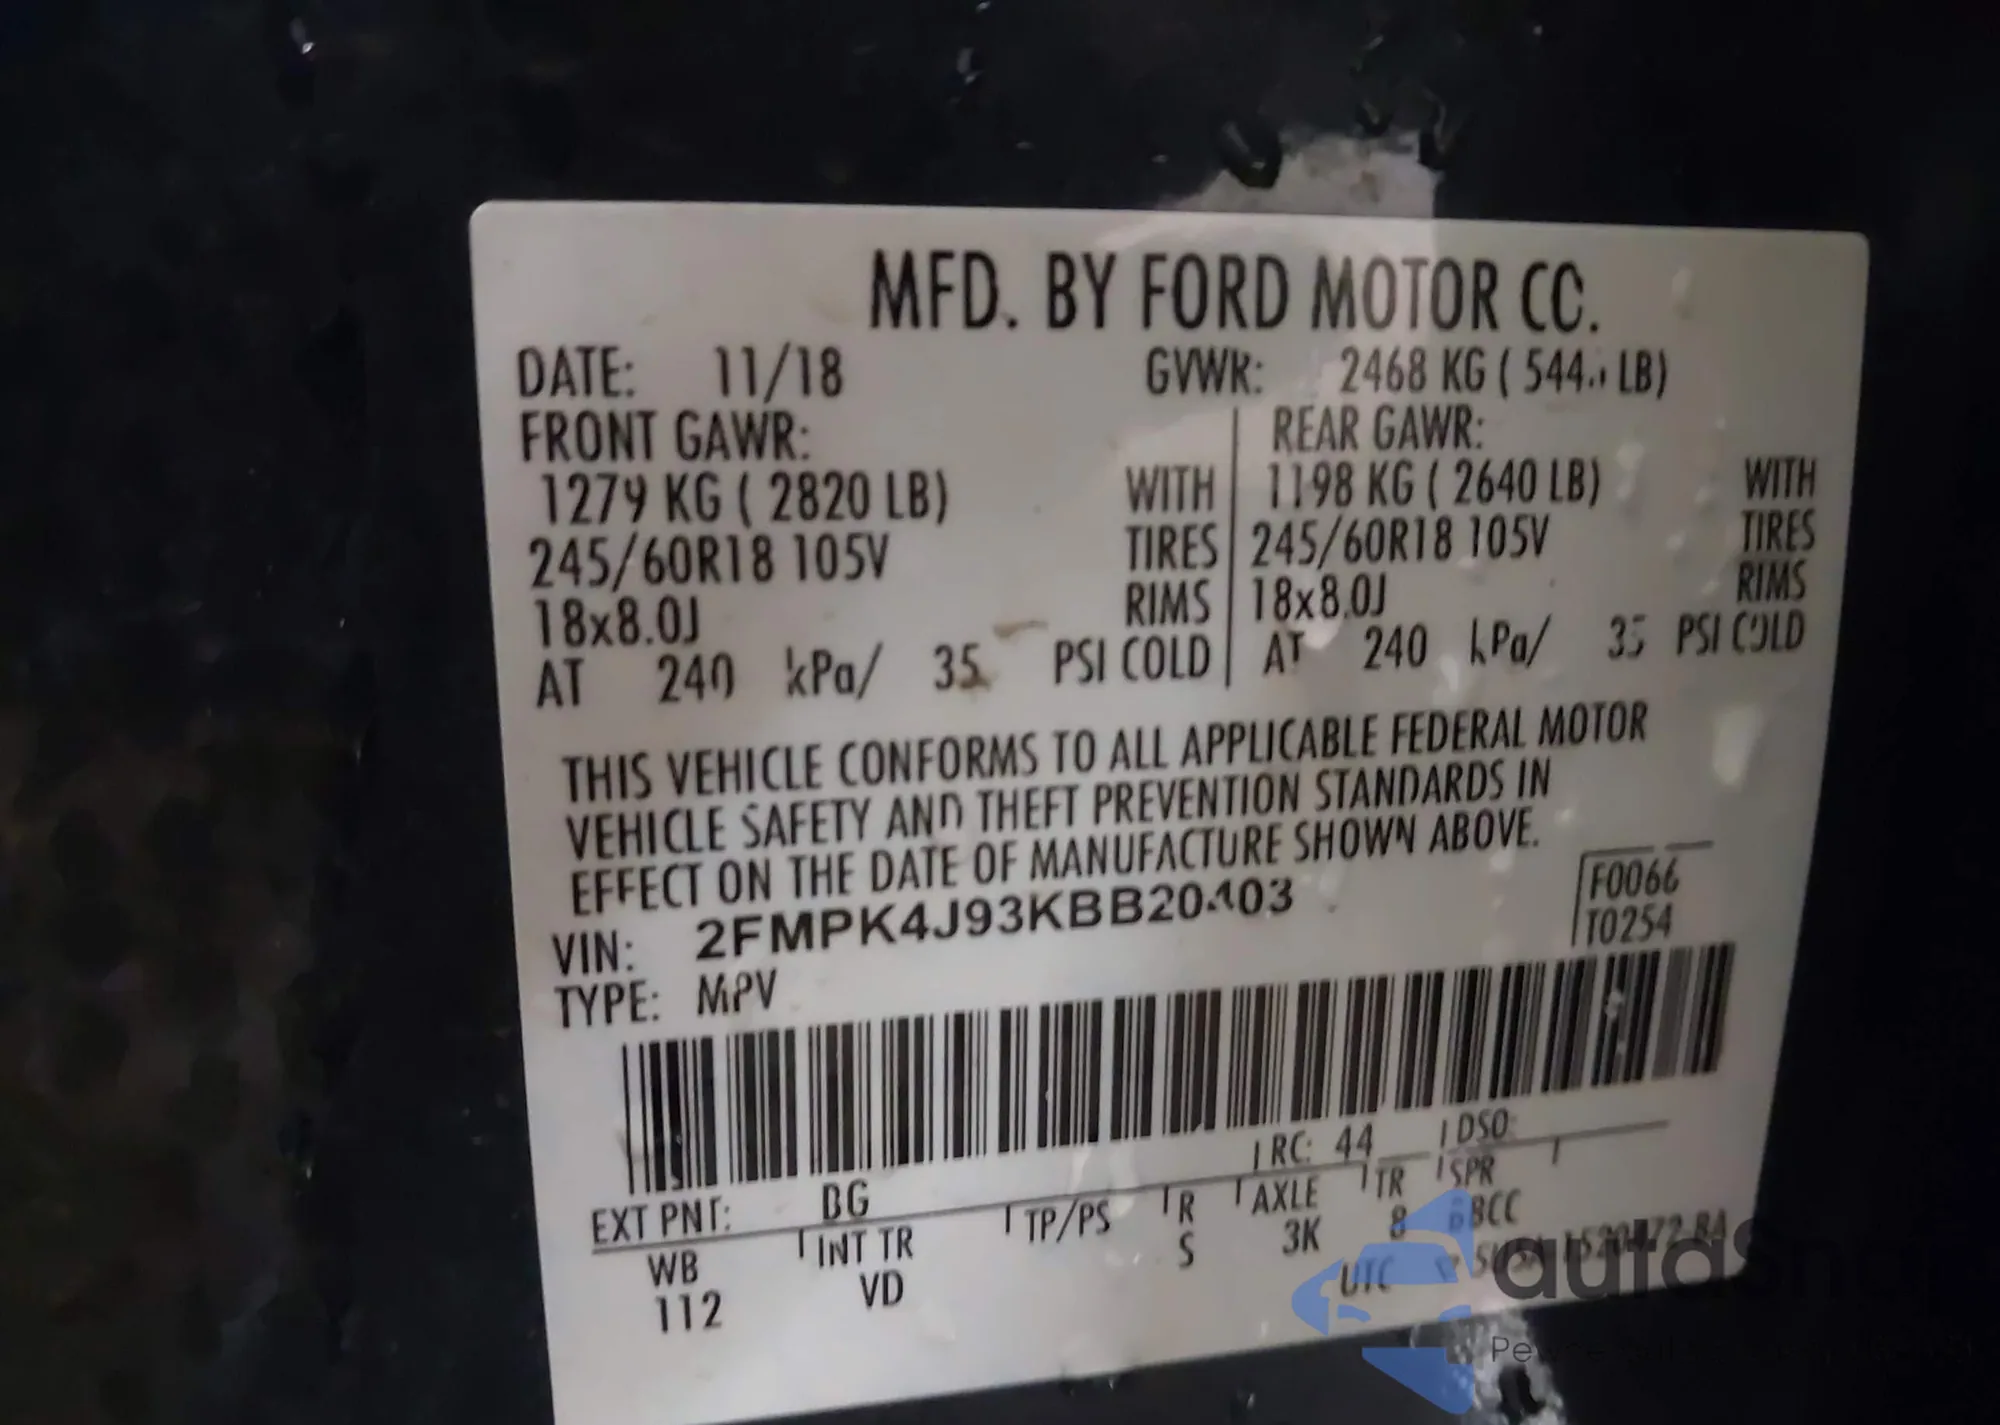 MFD. BY FORD MOTOR CO.
DATE: 11/18 GVWR: 2468 KG ( LB)
FRONT GAWR: REAR GAWR:
1279 KG ( 2820 LB) WITH 1198 KG ( 2640 LB) WITH
245/60R18 105V TIRES 245/60R18 105V TIRES
18x8.0J RIMS 18x8.0J RIMS
AT 240 kPa/ 35 PSI COLD AT 240 kPa/ 35 PSI COLD
THIS VEHICLE CONFORMS TO ALL APPLICABLE FEDERAL MOTOR
VEHICLE SAFETY AND THEFT PREVENTION STANDARDS IN
EFFECT ON THE DATE OF MANUFACTURE SHOWN ABOVE.
F0066
T0254
VIN:
TYPE: MPV
RC: 44 DSO:
EXT PNT: BG
WB INT TR TP/PS R AXLE TR SPR
112 VD S 3K 8
UTC